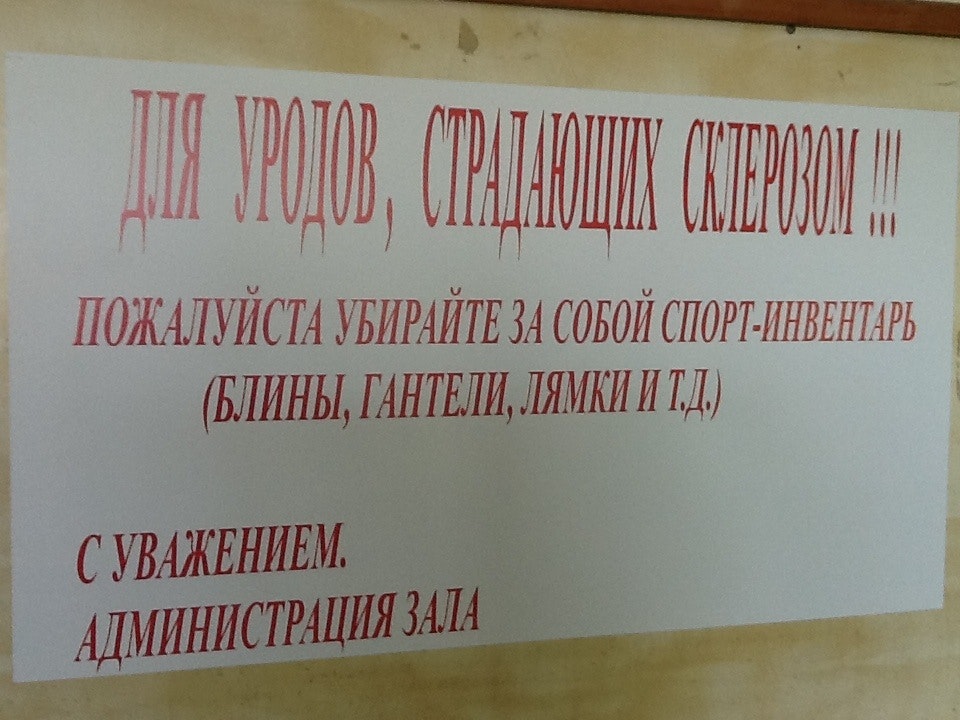 ДЛЯ УРОДОВ, СТРАДАЮЩИХ СКЛЕРОЗОМ!!!
ПОЖАЛУЙСТА УБИРАЙТЕ ЗА СОБОЙ СПОРТ-ИНВЕНТАРЬ
(БЛИНЫ, ГАНТЕЛИ, ЛЯМКИ И Т.Д.)
С УВАЖЕНИЕМ.
АДМИНИСТРАЦИЯ ЗАЛА